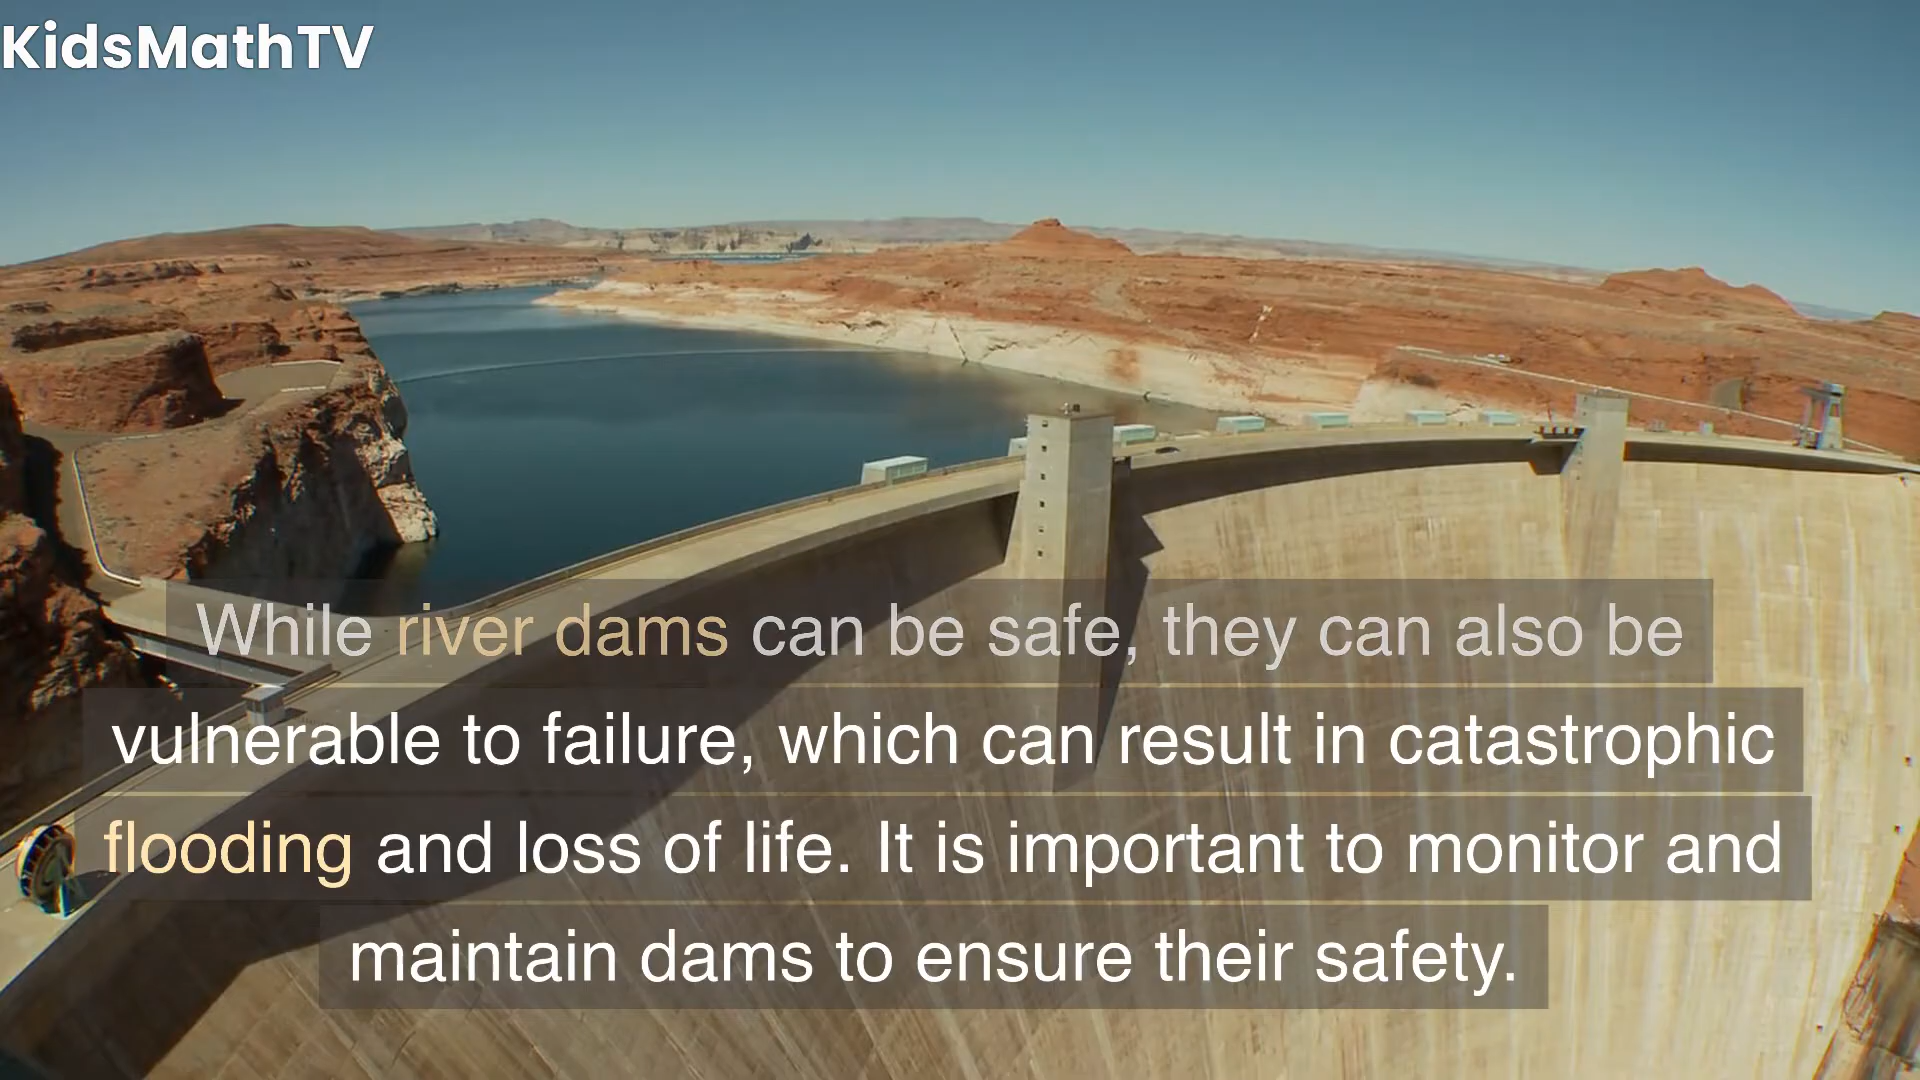 KidsMathTV
While river dams can be safe, they can also be
vulnerable to failure, which can result in catastrophic
flooding and loss of life. It is important to monitor and
maintain dams to ensure their safety.